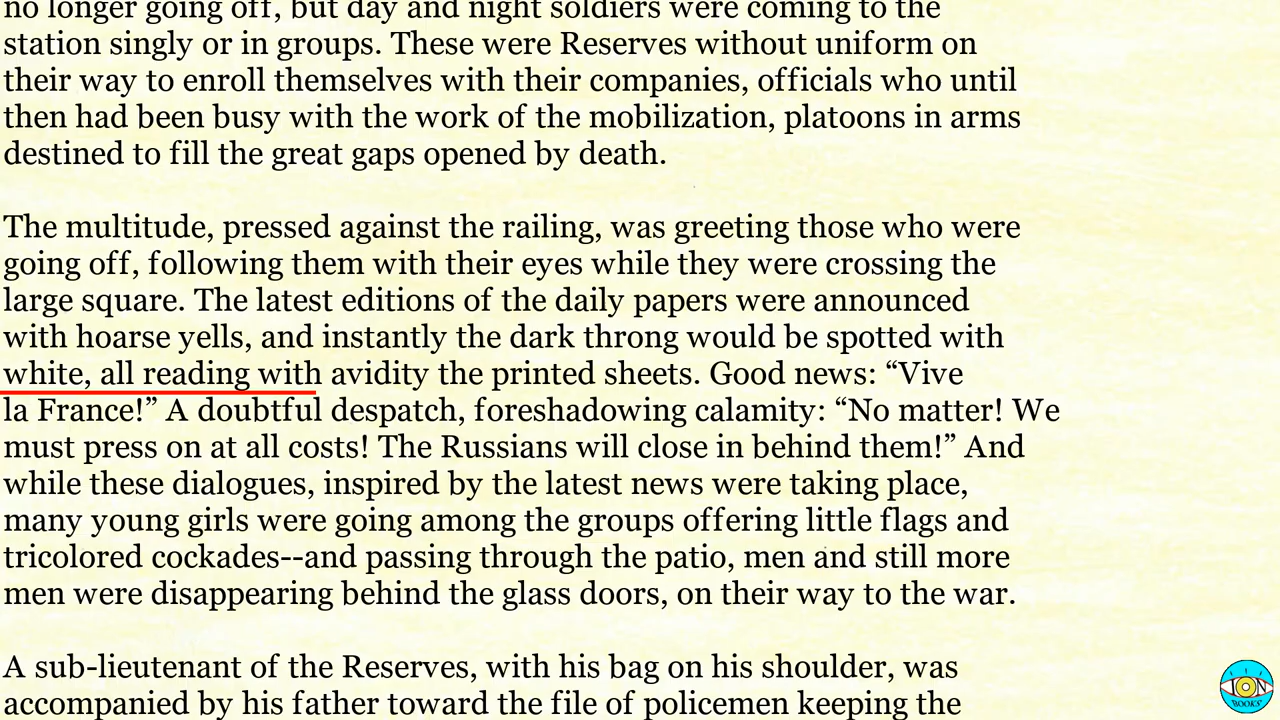 no longer going off, but day and night soldiers were coming to the
station singly or in groups. These were Reserves without uniform on
their way to enroll themselves with their companies, officials who until
then had been busy with the work of the mobilization, platoons in arms
destined to fill the great gaps opened by death.
The multitude, pressed against the railing, was greeting those who were
going off, following them with their eyes while they were crossing the
large square. The latest editions of the daily papers were announced
with hoarse yells, and instantly the dark throng would be spotted with
white, all reading with avidity the printed sheets. Good news: “Vive
la France!” A doubtful despatch, foreshadowing calamity: “No matter! We
must press on at all costs! The Russians will close in behind them!” And
while these dialogues, inspired by the latest news were taking place,
many young girls were going among the groups offering little flags and
tricolored cockades--and passing through the patio, men and still more
men were disappearing behind the glass doors, on their way to the war.
A sub-lieutenant of the Reserves, with his bag on his shoulder, was
accompanied by his father toward the file of policemen keeping the
ION
BOOKS